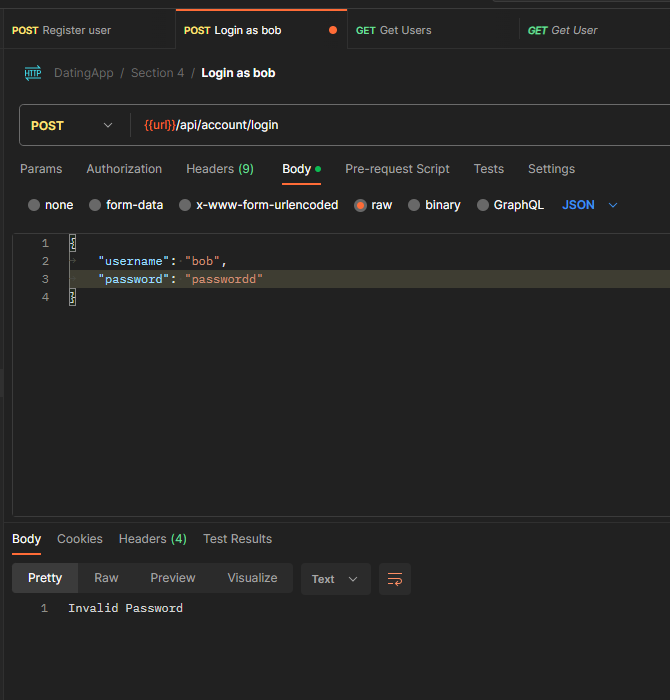 POST Register user POST Login as bob GET Get Users GET Get User
HTTP DatingApp / Section 4 / Login as bob
POST {{url}}/api/account/login
Params Authorization Headers (9) Body Pre-request Script Tests Settings
none form-data x-www-form-urlencoded raw binary GraphQL JSON
1 {
2 "username": "bob",
3 "password": "passwordd"
4 }
Body Cookies Headers (4) Test Results
Pretty Raw Preview Visualize Text
1 Invalid Password